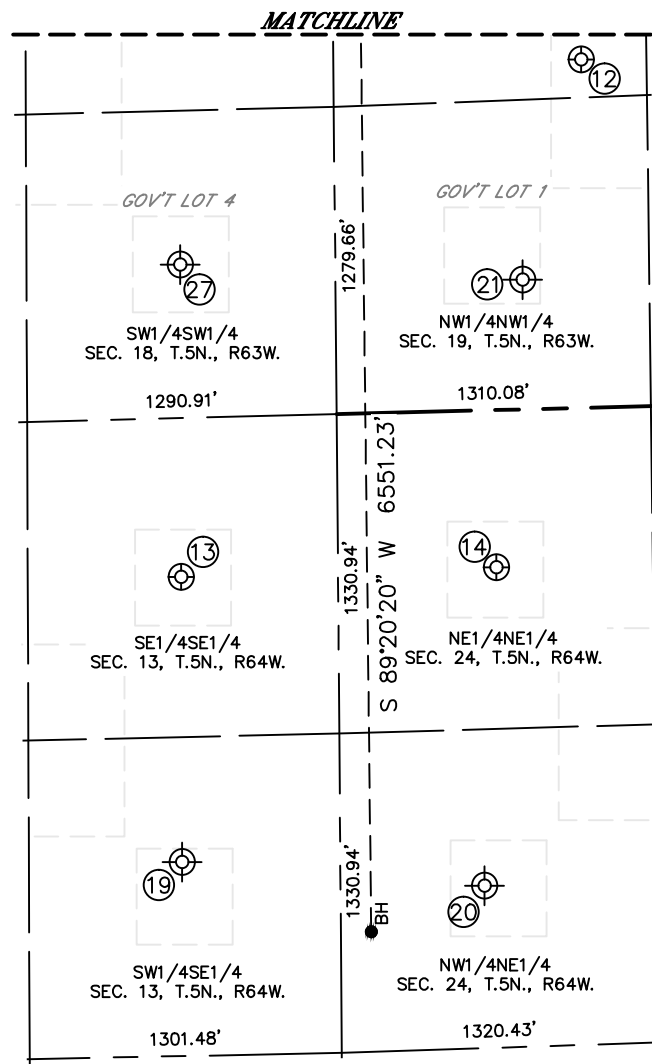 MATCHLINE
12
GOV'T LOT 4
GOV'T LOT 1
1279.66'
27
21
SW1/4SW1/4
SEC. 18, T.5N., R63W.
NW1/4NW1/4
SEC. 19, T.5N., R63W.
1290.91'
1310.08'
S 89°20'20" W 6551.23'
13
14
1330.94'
SE1/4SE1/4
SEC. 13, T.5N., R64W.
NE1/4NE1/4
SEC. 24, T.5N., R64W.
19
1330.94'
BH
20
SW1/4SE1/4
SEC. 13, T.5N., R64W.
NW1/4NE1/4
SEC. 24, T.5N., R64W.
1301.48'
1320.43'